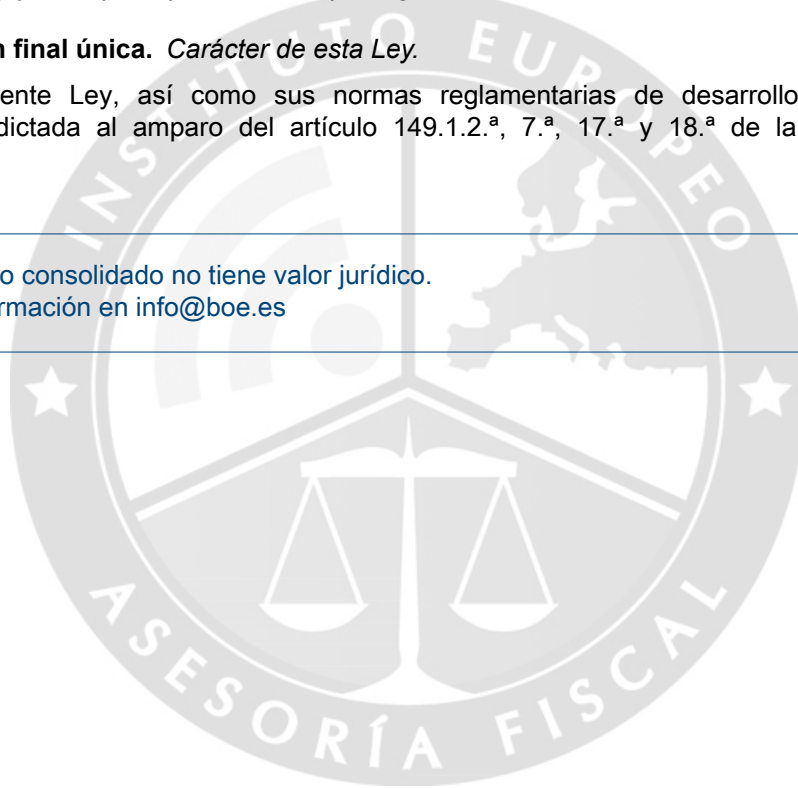 n final única. Carácter de esta Ley.
ente Ley, así como sus normas reglamentarias de desarrollo
dictada al amparo del artículo 149.1.2.ª, 7.ª, 17.ª y 18.ª de la
o consolidado no tiene valor jurídico.
rmación en info@boe.es
INSTITUTO EUROPEO
ASESORÍA FISCAL